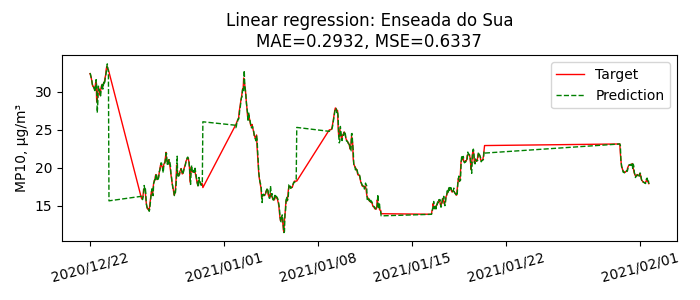 Linear regression: Enseada do Sua
MAE=0.2932, MSE=0.6337
MP10, µg/m³
30
25
20
15
Target
Prediction
2020/12/22
2021/01/01
2021/01/08
2021/01/15
2021/01/22
2021/02/01